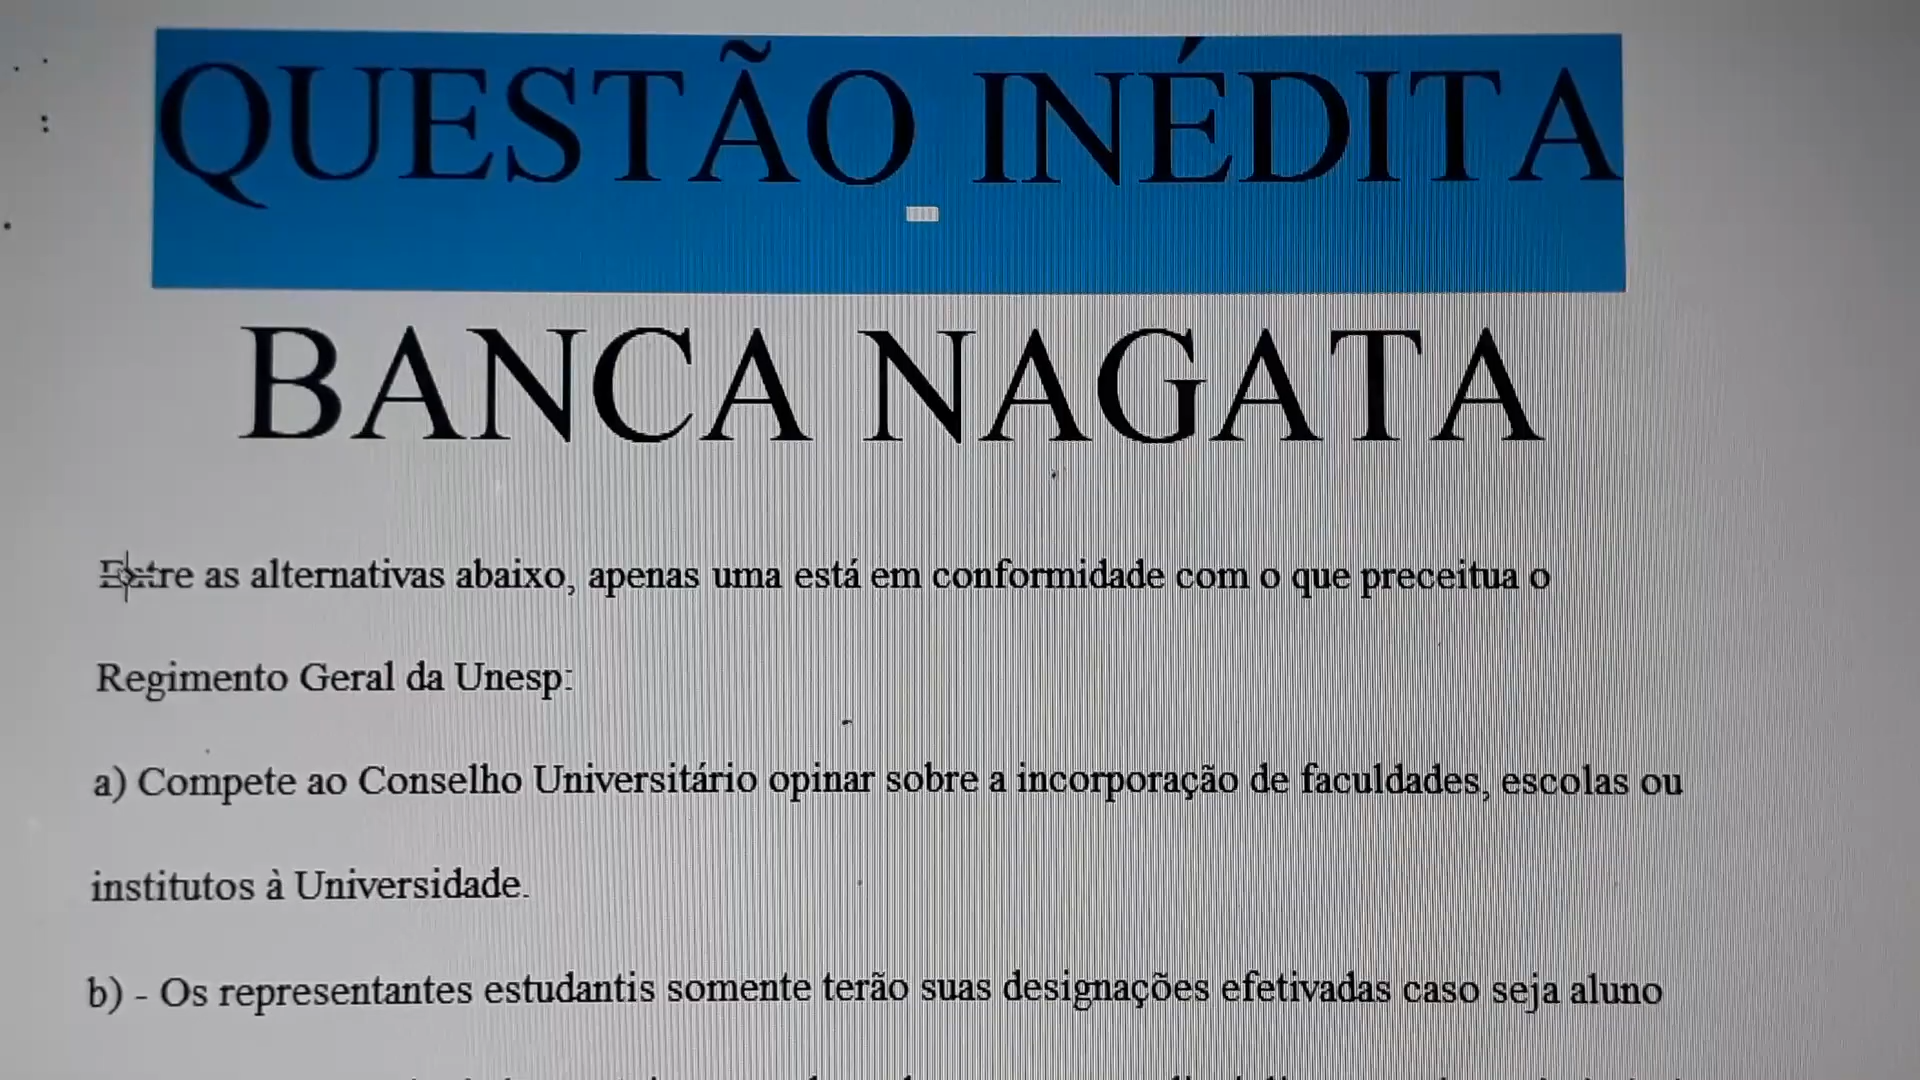 QUESTÃO INÉDITA
BANCA NAGATA
Entre as alternativas abaixo, apenas uma está em conformidade com o que preceitua o
Regimento Geral da Unesp:
a) Compete ao Conselho Universitário opinar sobre a incorporação de faculdades, escolas ou
institutos à Universidade.
b) - Os representantes estudantis somente terão suas designações efetivadas caso seja aluno